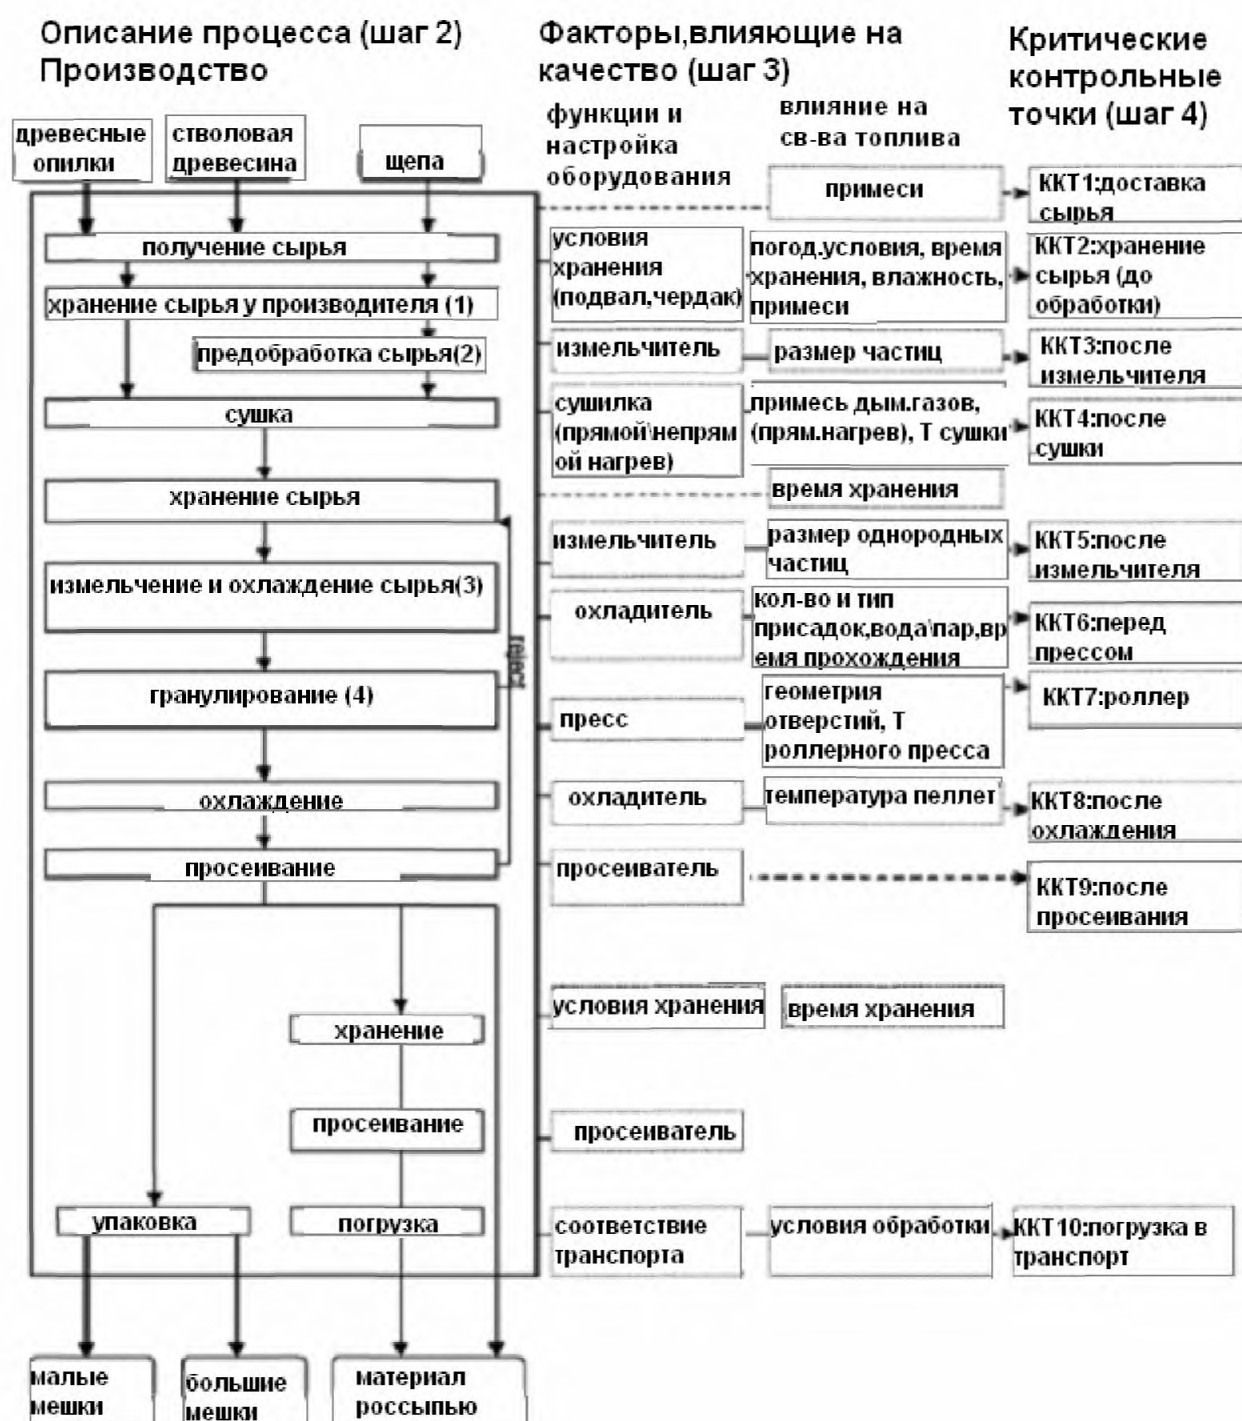 Описание процесса (шаг 2)
Производство
Факторы,влияющие на
качество (шаг 3)
Критические
контрольные
точки (шаг 4)
функции и
настройка
оборудования
влияние на
св-ва топлива
древесные
опилки
стволовая
древесина
щепа
примеси
ККТ1:доставка
сырья
получение сырья
условия
хранения
(подвал,чердак)
погод.условия, время
хранения, влажность,
примеси
ККТ2:хранение
сырья (до
обработки)
хранение сырья у производителя (1)
предобработка сырья(2)
измельчитель
размер частиц
ККТ3:после
измельчителя
сушка
сушилка
(прямой\непрям
ой нагрев)
примесь дым.газов,
(прям.нагрев), Т сушки
ККТ4:после
сушки
хранение сырья
время хранения
измельчитель
размер однородных
частиц
ККТ5:после
измельчителя
измельчение и охлаждение сырья(3)
охладитель
кол-во и тип
присадок,вода\пар,вр
емя прохождения
ККТ6:перед
прессом
reject
гранулирование (4)
пресс
геометрия
отверстий, Т
роллерного пресса
ККТ7:роллер
охлаждение
охладитель
температура пеллет
ККТ8:после
охлаждения
просеивание
просеиватель
ККТ9:после
просеивания
условия хранения
время хранения
хранение
просеивание
просеиватель
упаковка
погрузка
соответствие
транспорта
условия обработки
ККТ10:погрузка в
транспорт
малые
мешки
большие
мешки
материал
россыпью